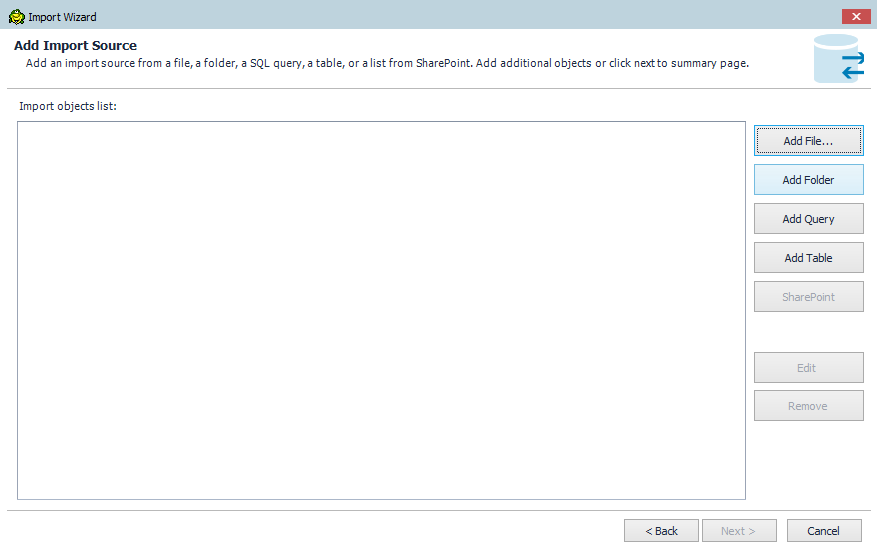 Import Wizard
Add Import Source
Add an import source from a file, a folder, a SQL query, a table, or a list from SharePoint. Add additional objects or click next to summary page.
Import objects list:
Add File...
Add Folder
Add Query
Add Table
SharePoint
Edit
Remove
< Back
Next >
Cancel